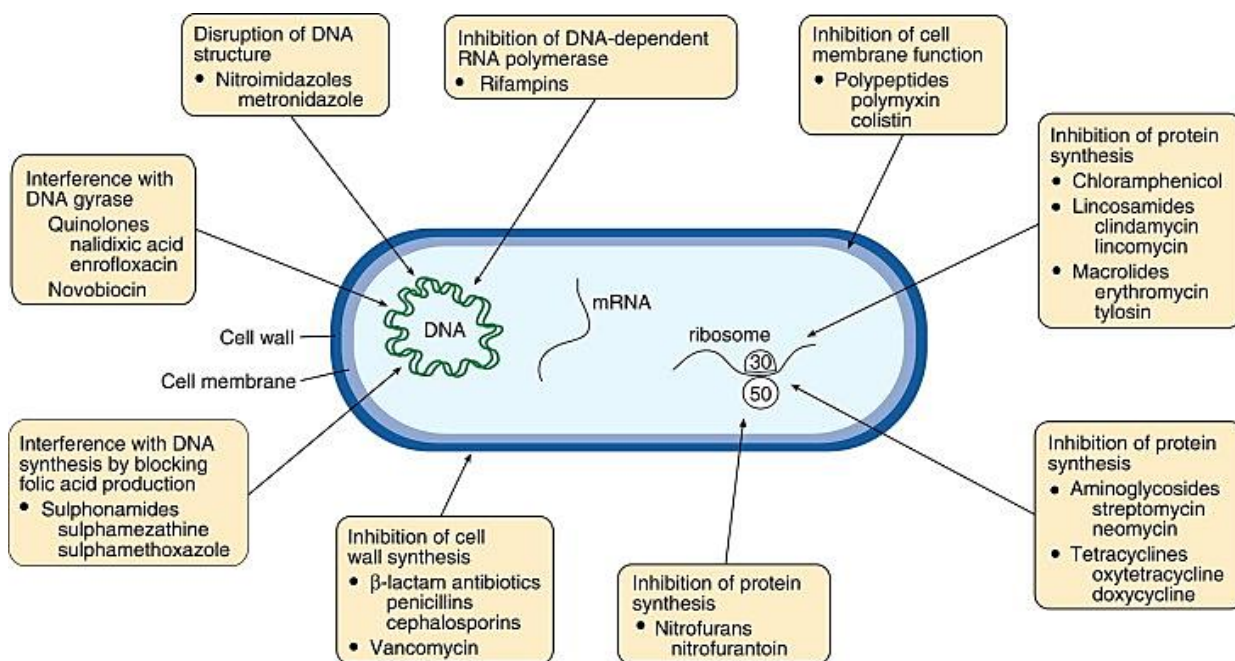 Disruption of DNA
structure
• Nitroimidazoles
metronidazole
Inhibition of DNA-dependent
RNA polymerase
• Rifampins
Inhibition of cell
membrane function
• Polypeptides
polymyxin
colistin
Inhibition of protein
synthesis
• Chloramphenicol
• Lincosamides
clindamycin
lincomycin
• Macrolides
erythromycin
tylosin
Interference with
DNA gyrase
Quinolones
nalidixic acid
enrofloxacin
Novobiocin
Cell wall
Cell membrane
DNA
mRNA
ribosome
30
50
Interference with DNA
synthesis by blocking
folic acid production
• Sulphonamides
sulphamezathine
sulphamethoxazole
Inhibition of cell
wall synthesis
• β-lactam antibiotics
penicillins
cephalosporins
• Vancomycin
Inhibition of protein
synthesis
• Nitrofurans
nitrofurantoin
Inhibition of protein
synthesis
• Aminoglycosides
streptomycin
neomycin
• Tetracyclines
oxytetracycline
doxycycline